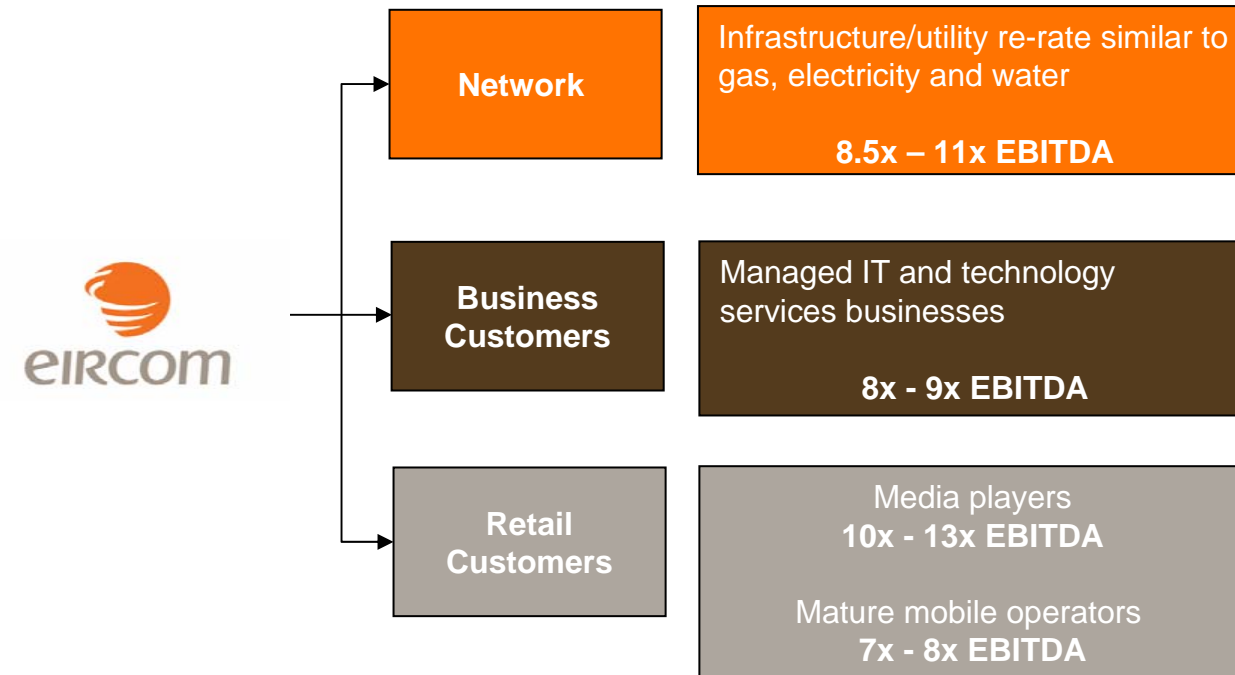 Network
Infrastructure/utility re-rate similar to
gas, electricity and water
8.5x – 11x EBITDA
eircom
Business
Customers
Managed IT and technology
services businesses
8x - 9x EBITDA
Retail
Customers
Media players
10x - 13x EBITDA
Mature mobile operators
7x - 8x EBITDA